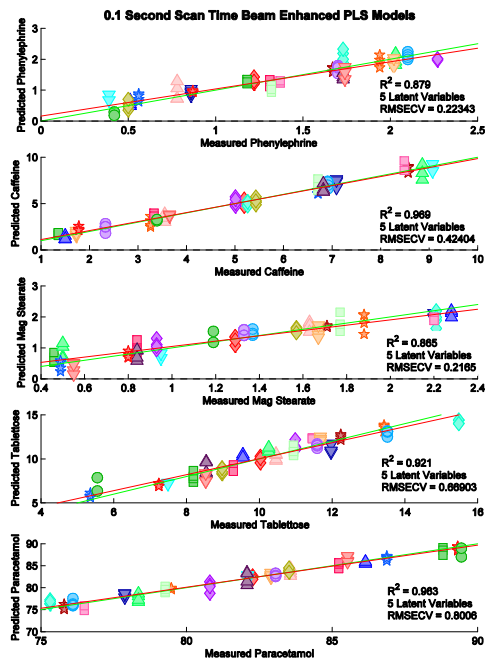 0.1 Second Scan Time Beam Enhanced PLS Models
Predicted Phenylephrine
3
2
1
0
R² = 0.879
5 Latent Variables
RMSECV = 0.22343
0 0.5 1 1.5 2 2.5
Measured Phenylephrine
Predicted Caffeine
10
5
0
R² = 0.969
5 Latent Variables
RMSECV = 0.42404
1 2 3 4 5 6 7 8 9 10
Measured Caffeine
Predicted Mag Stearate
3
2
1
0
R² = 0.865
5 Latent Variables
RMSECV = 0.2165
0.4 0.6 0.8 1 1.2 1.4 1.6 1.8 2 2.2 2.4
Measured Mag Stearate
Predicted Tablettose
15
10
5
R² = 0.921
5 Latent Variables
RMSECV = 0.66903
4 6 8 10 12 14 16
Measured Tablettose
Predicted Paracetamol
90
85
80
75
70
R² = 0.963
5 Latent Variables
RMSECV = 0.8006
75 80 85 90
Measured Paracetamol